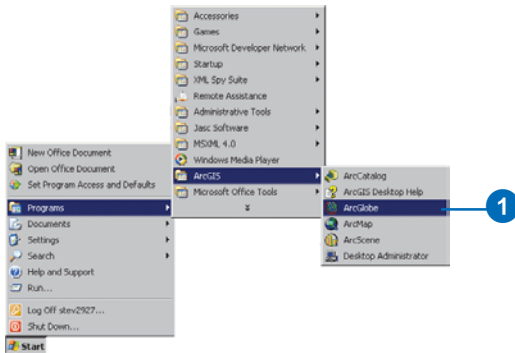 Accessories
Games
Microsoft Developer Network
Startup
XML Spy Suite
Remote Assistance
Administrative Tools
Jasc Software
MSXML 4.0
Windows Media Player
ArcGIS
Microsoft Office Tools
New Office Document
Open Office Document
Set Program Access and Defaults
Programs
Documents
Settings
Search
Help and Support
Run...
Log Off stev2927...
Shut Down...
Start
ArcCatalog
ArcGIS Desktop Help
ArcGlobe
ArcMap
ArcScene
Desktop Administrator
1